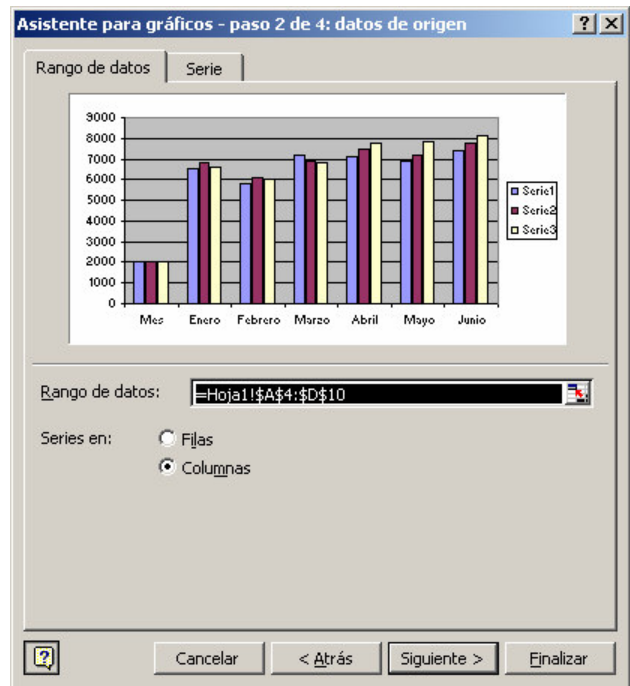 Asistente para gráficos - paso 2 de 4: datos de origen
Rango de datos
Serie
9000
8000
7000
6000
5000
4000
3000
2000
1000
0
Mes Enero Febrero Marzo Abril Mayo Junio
Serie1
Serie2
Serie3
Rango de datos: =Hoja1!$A$4:$D$10
Series en: Filas
Columnas
Cancelar < Atrás Siguiente > Finalizar